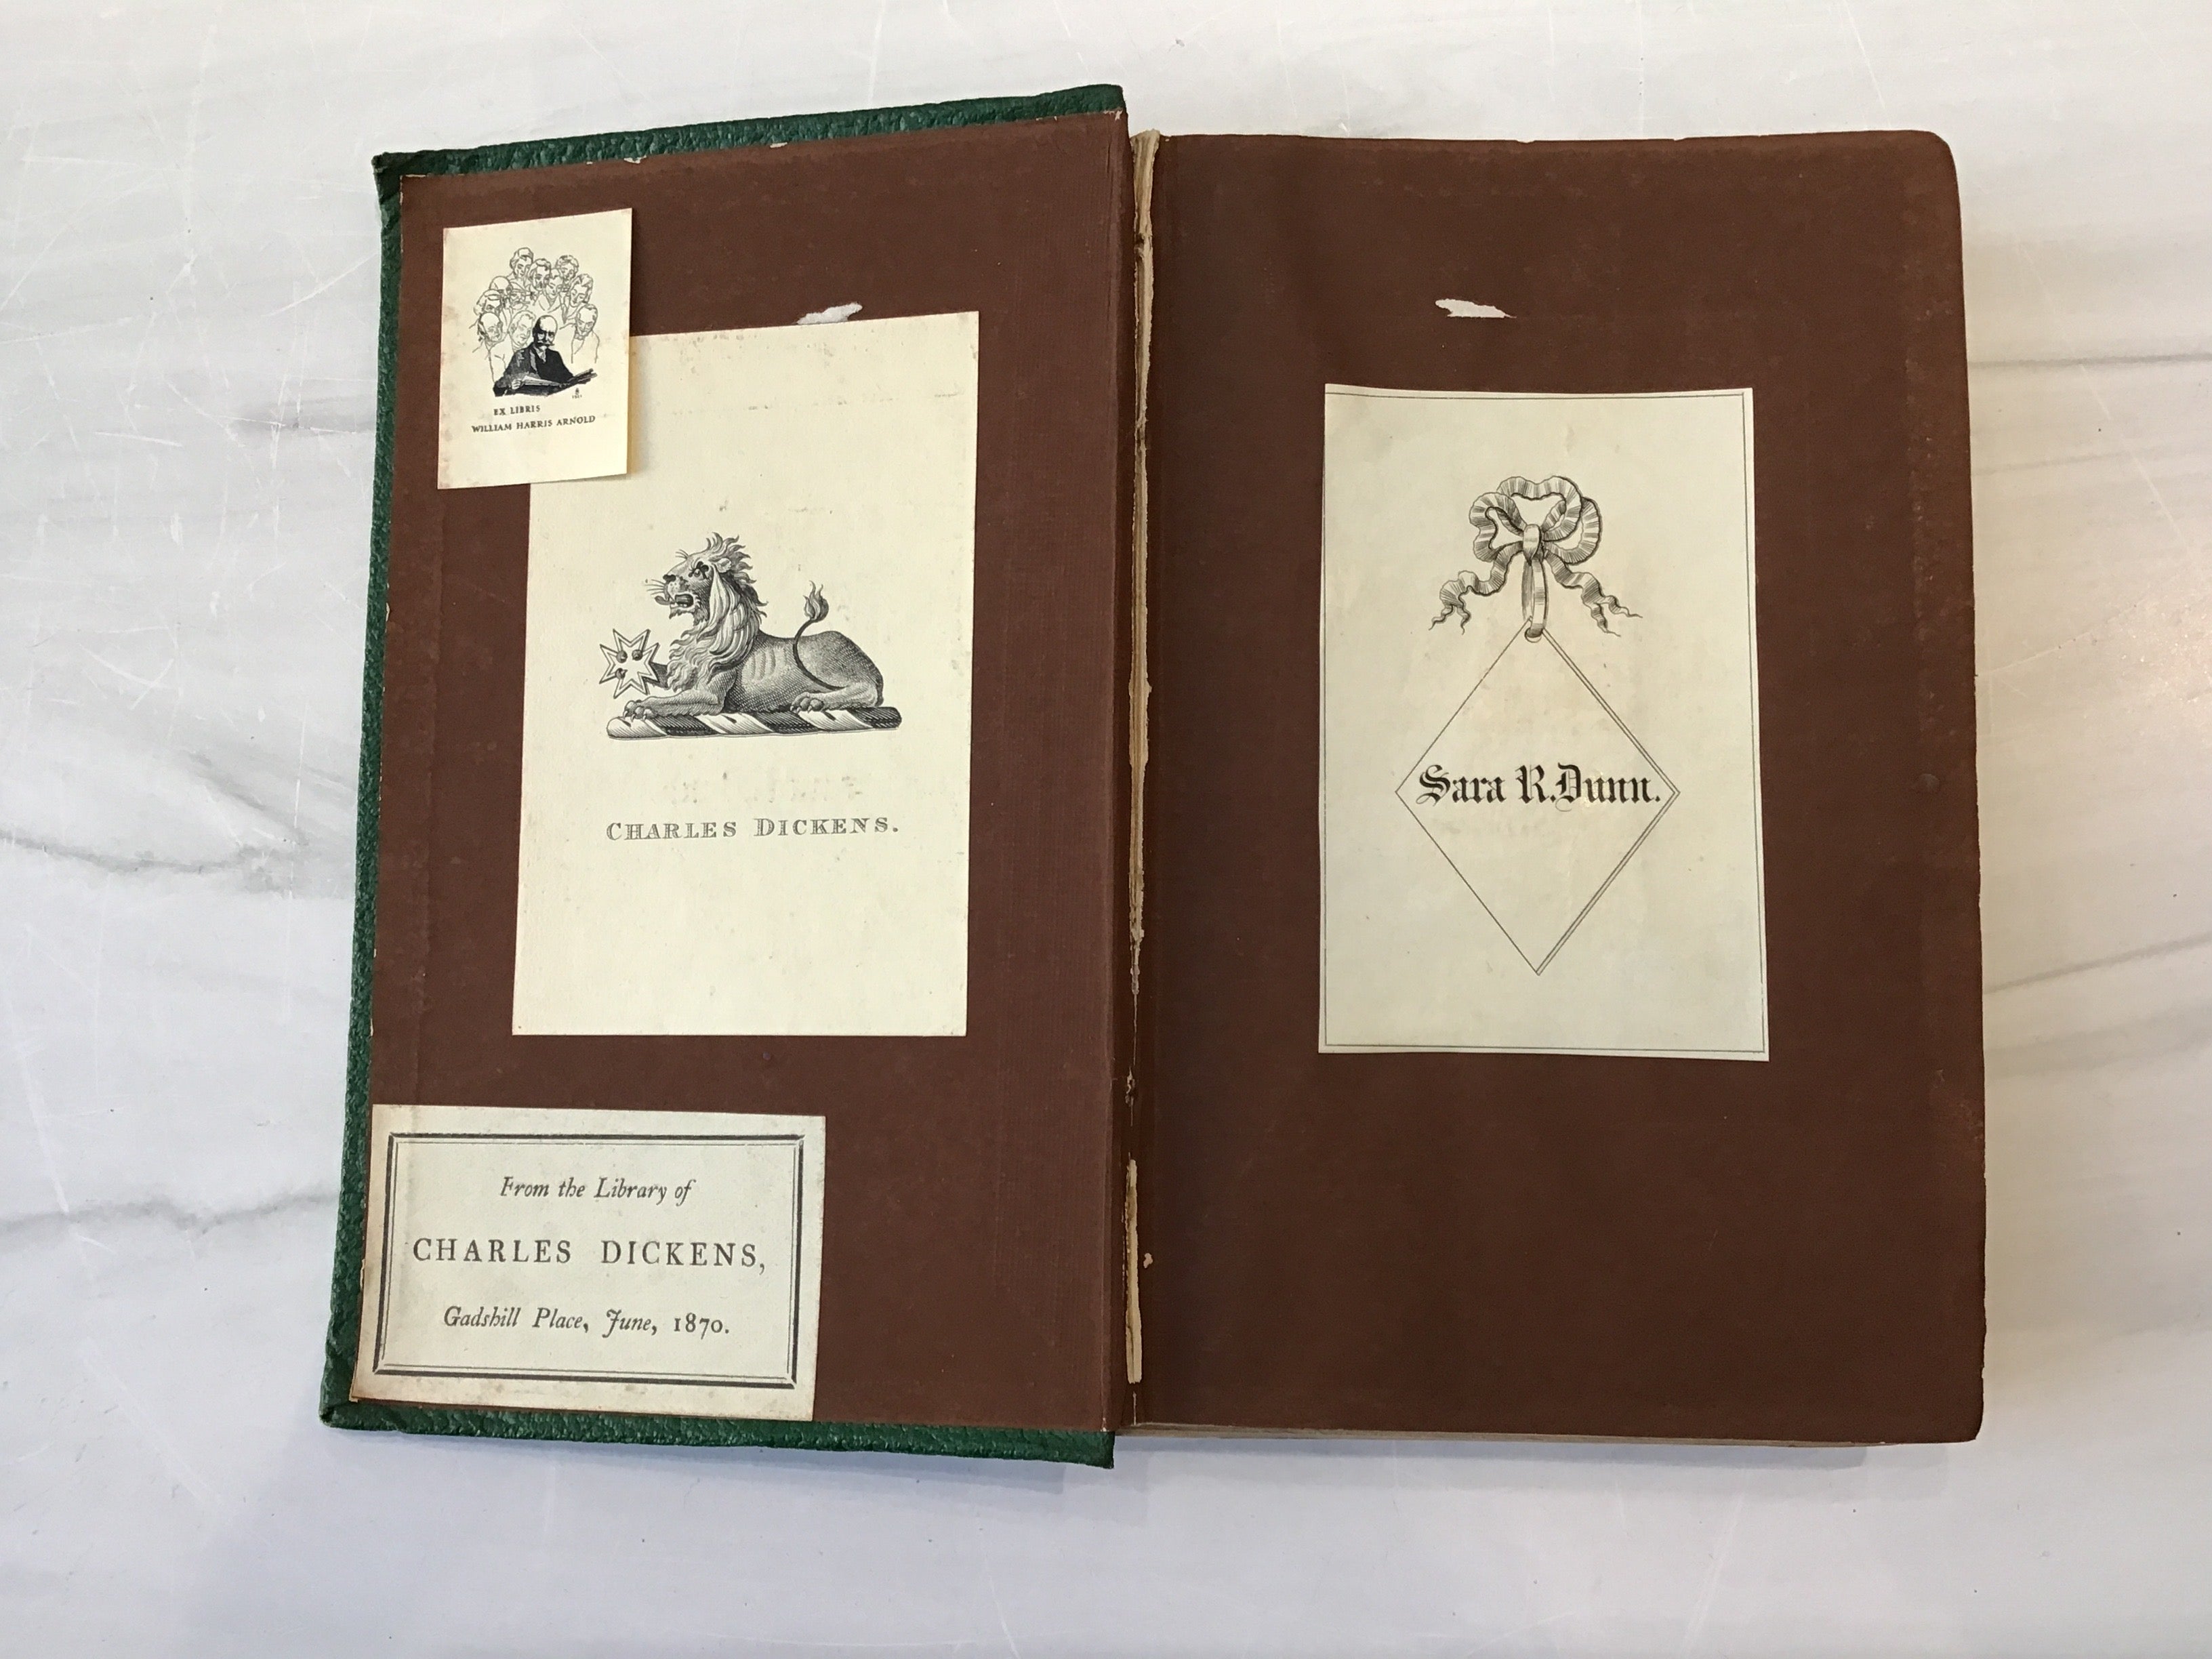 EX LIBRIS
WILLIAM HARRIS ARNOLD
CHARLES DICKENS.
From the Library of
CHARLES DICKENS,
Gadshill Place, June, 1870.
Sara R. Dunn.